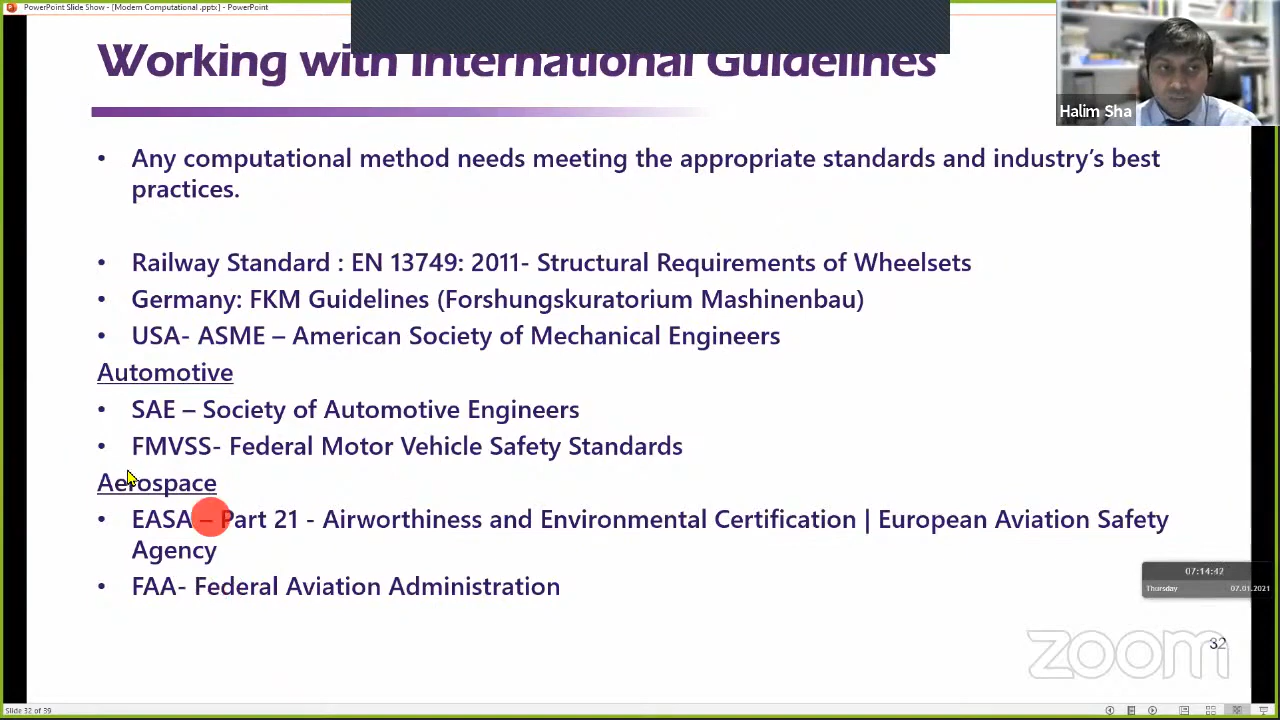 PowerPoint Slide Show - [Modern Computational .pptx] - PowerPoint
Working with International Guidelines
Halim Sha
• Any computational method needs meeting the appropriate standards and industry's best
practices.
• Railway Standard : EN 13749: 2011- Structural Requirements of Wheelsets
• Germany: FKM Guidelines (Forshungskuratorium Mashinenbau)
• USA- ASME – American Society of Mechanical Engineers
Automotive
• SAE – Society of Automotive Engineers
• FMVSS- Federal Motor Vehicle Safety Standards
Aerospace
• EASA – Part 21 - Airworthiness and Environmental Certification | European Aviation Safety
Agency
• FAA- Federal Aviation Administration
07:14:42
Thursday 07.01.2021
32
zoom
Slide 32 of 39